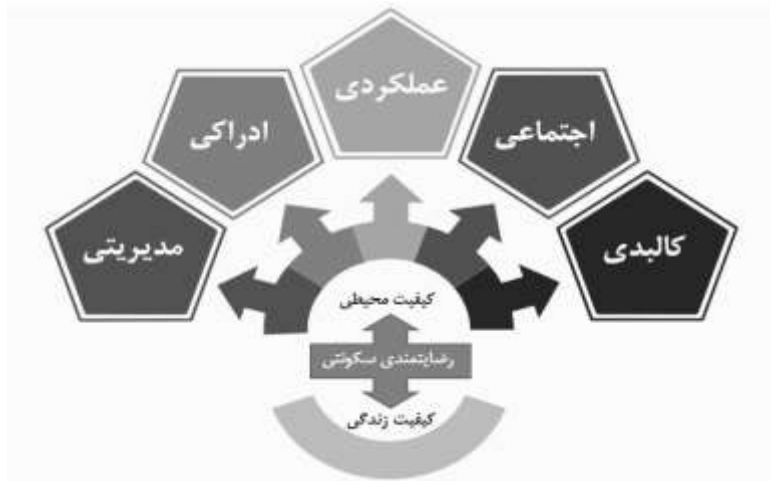 عملکردی
اجتماعی
ادراکی
کالبدی
مدیریتی
کیفیت محیطی
رضایتمندی سکونتی
کیفیت زندگی